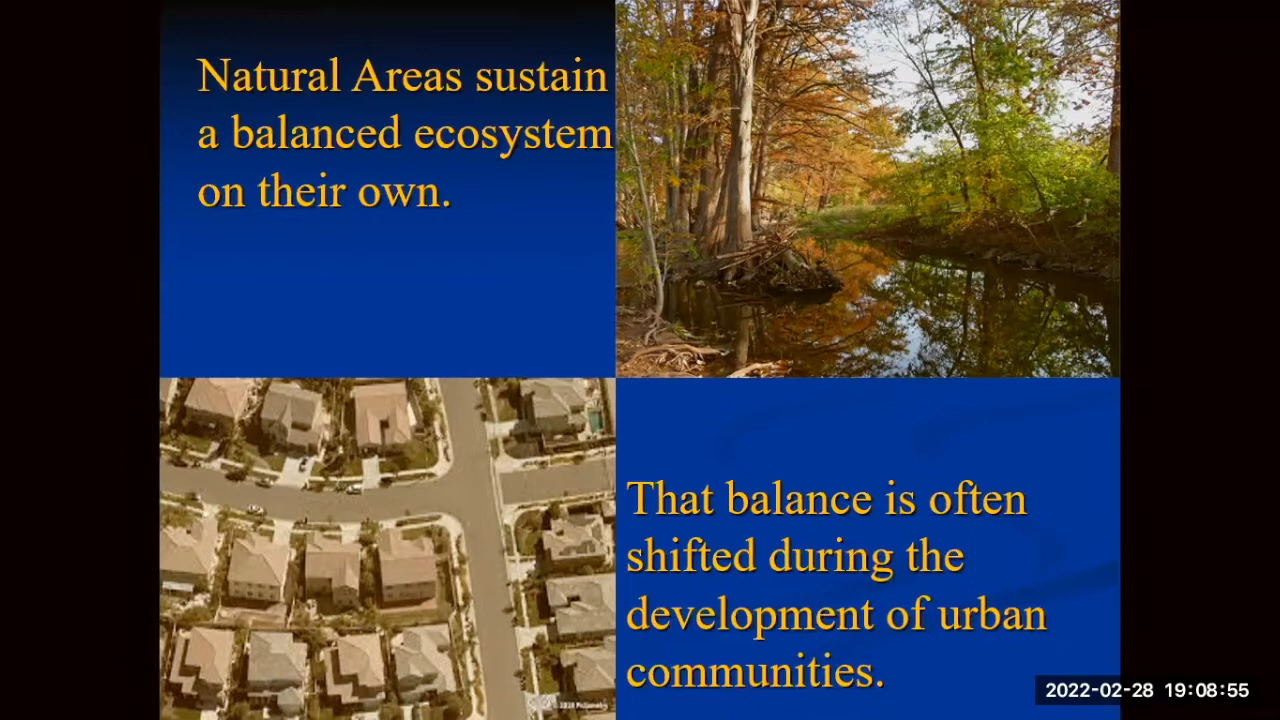 Natural Areas sustain
a balanced ecosystem
on their own.
That balance is often
shifted during the
development of urban
communities.
2022-02-28 19:08:55